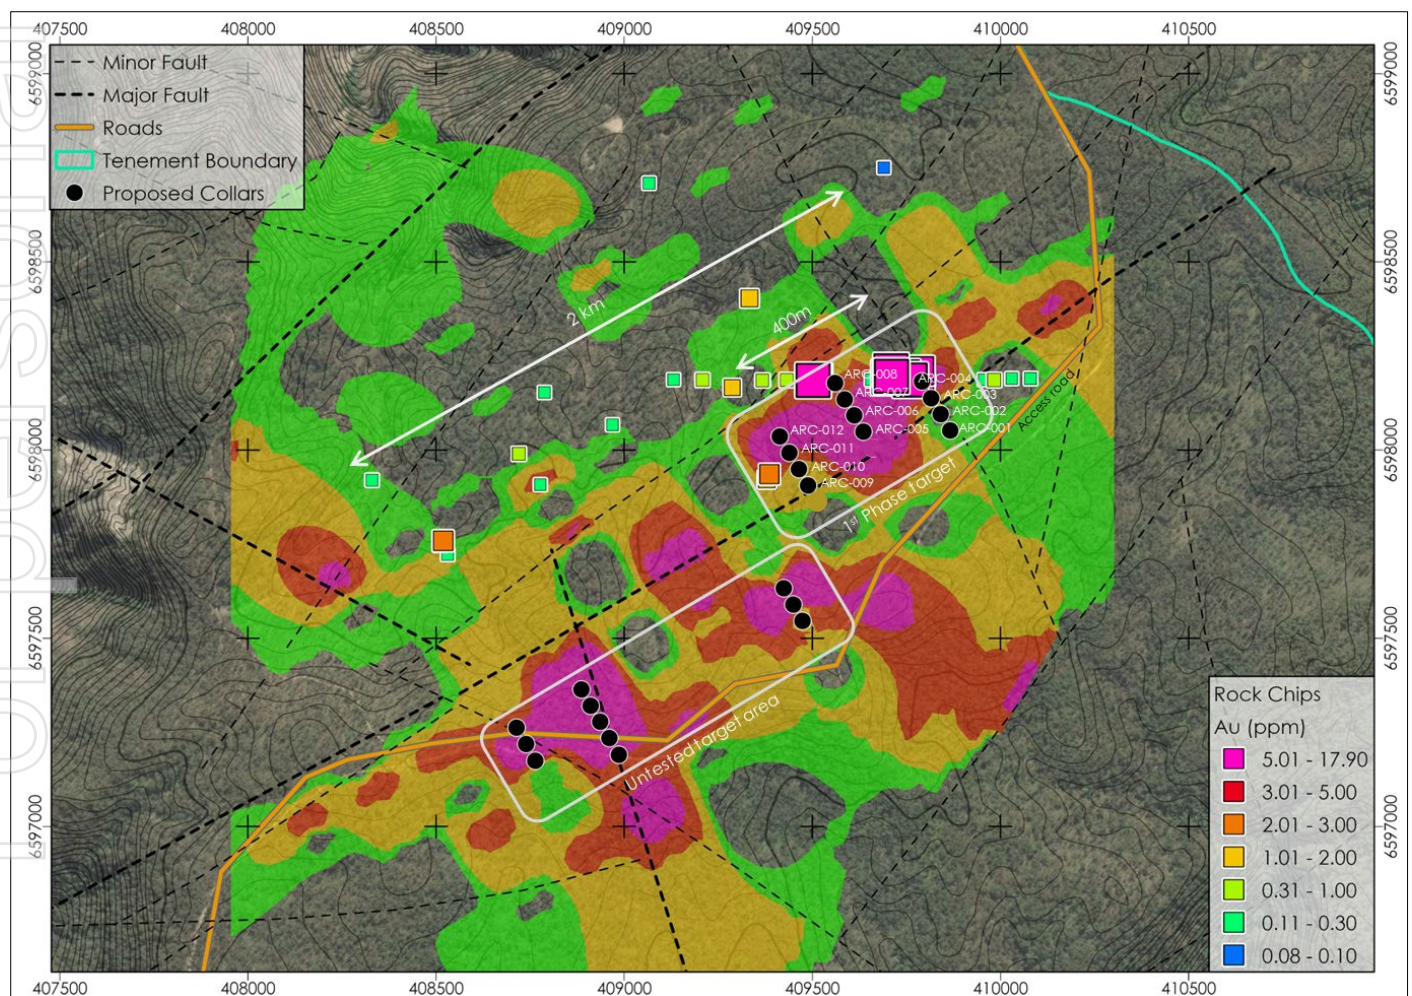 407500 408000 408500 409000 409500 410000 410500
6599000
6598500
6598000
6597500
6597000
Minor Fault
Major Fault
Roads
Tenement Boundary
Proposed Collars
2 km
400m
ARC-008
ARC-004
ARC-007
ARC-003
ARC-006
ARC-002
ARC-005
ARC-001
ARC-012
ARC-011
ARC-010
ARC-009
Access road
1st Phase target
Untested target area
Rock Chips
Au (ppm)
5.01 - 17.90
3.01 - 5.00
2.01 - 3.00
1.01 - 2.00
0.31 - 1.00
0.11 - 0.30
0.08 - 0.10
6599000
6598500
6598000
6597500
6597000
407500 408000 408500 409000 409500 410000 410500